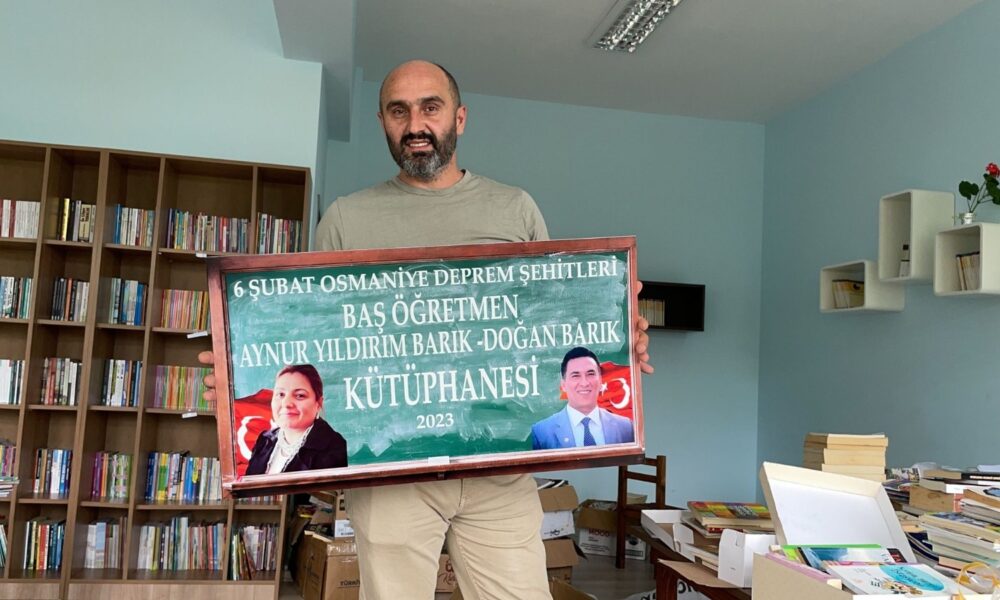 6 ŞUBAT OSMANİYE DEPREM ŞEHİTLERİ
BAŞ ÖĞRETMEN
AYNUR YILDIRIM BARIK -DOĞAN BARIK
KÜTÜPHANESİ
2023